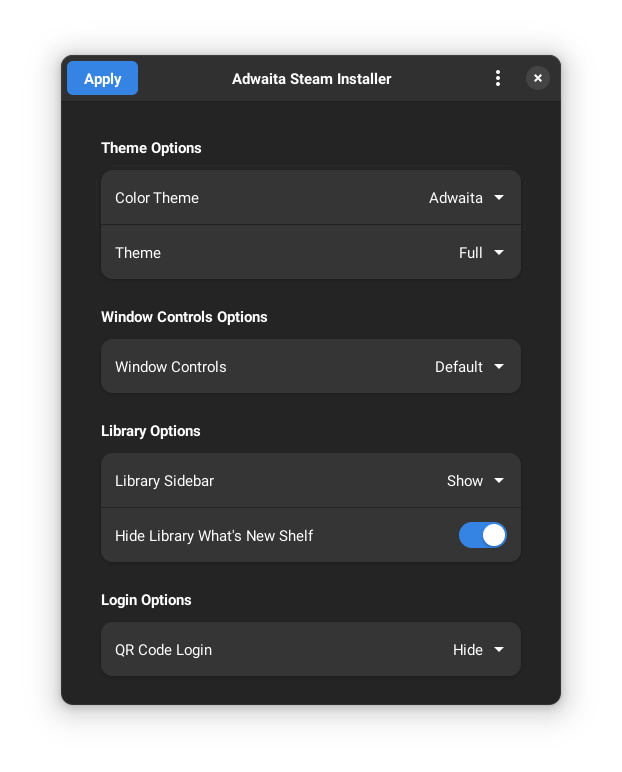 Apply
Adwaita Steam Installer
Theme Options
Color Theme Adwaita
Theme Full
Window Controls Options
Window Controls Default
Library Options
Library Sidebar Show
Hide Library What's New Shelf
Login Options
QR Code Login Hide